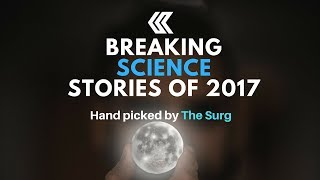 BREAKING
SCIENCE
STORIES OF 2017
Hand picked by The Surg